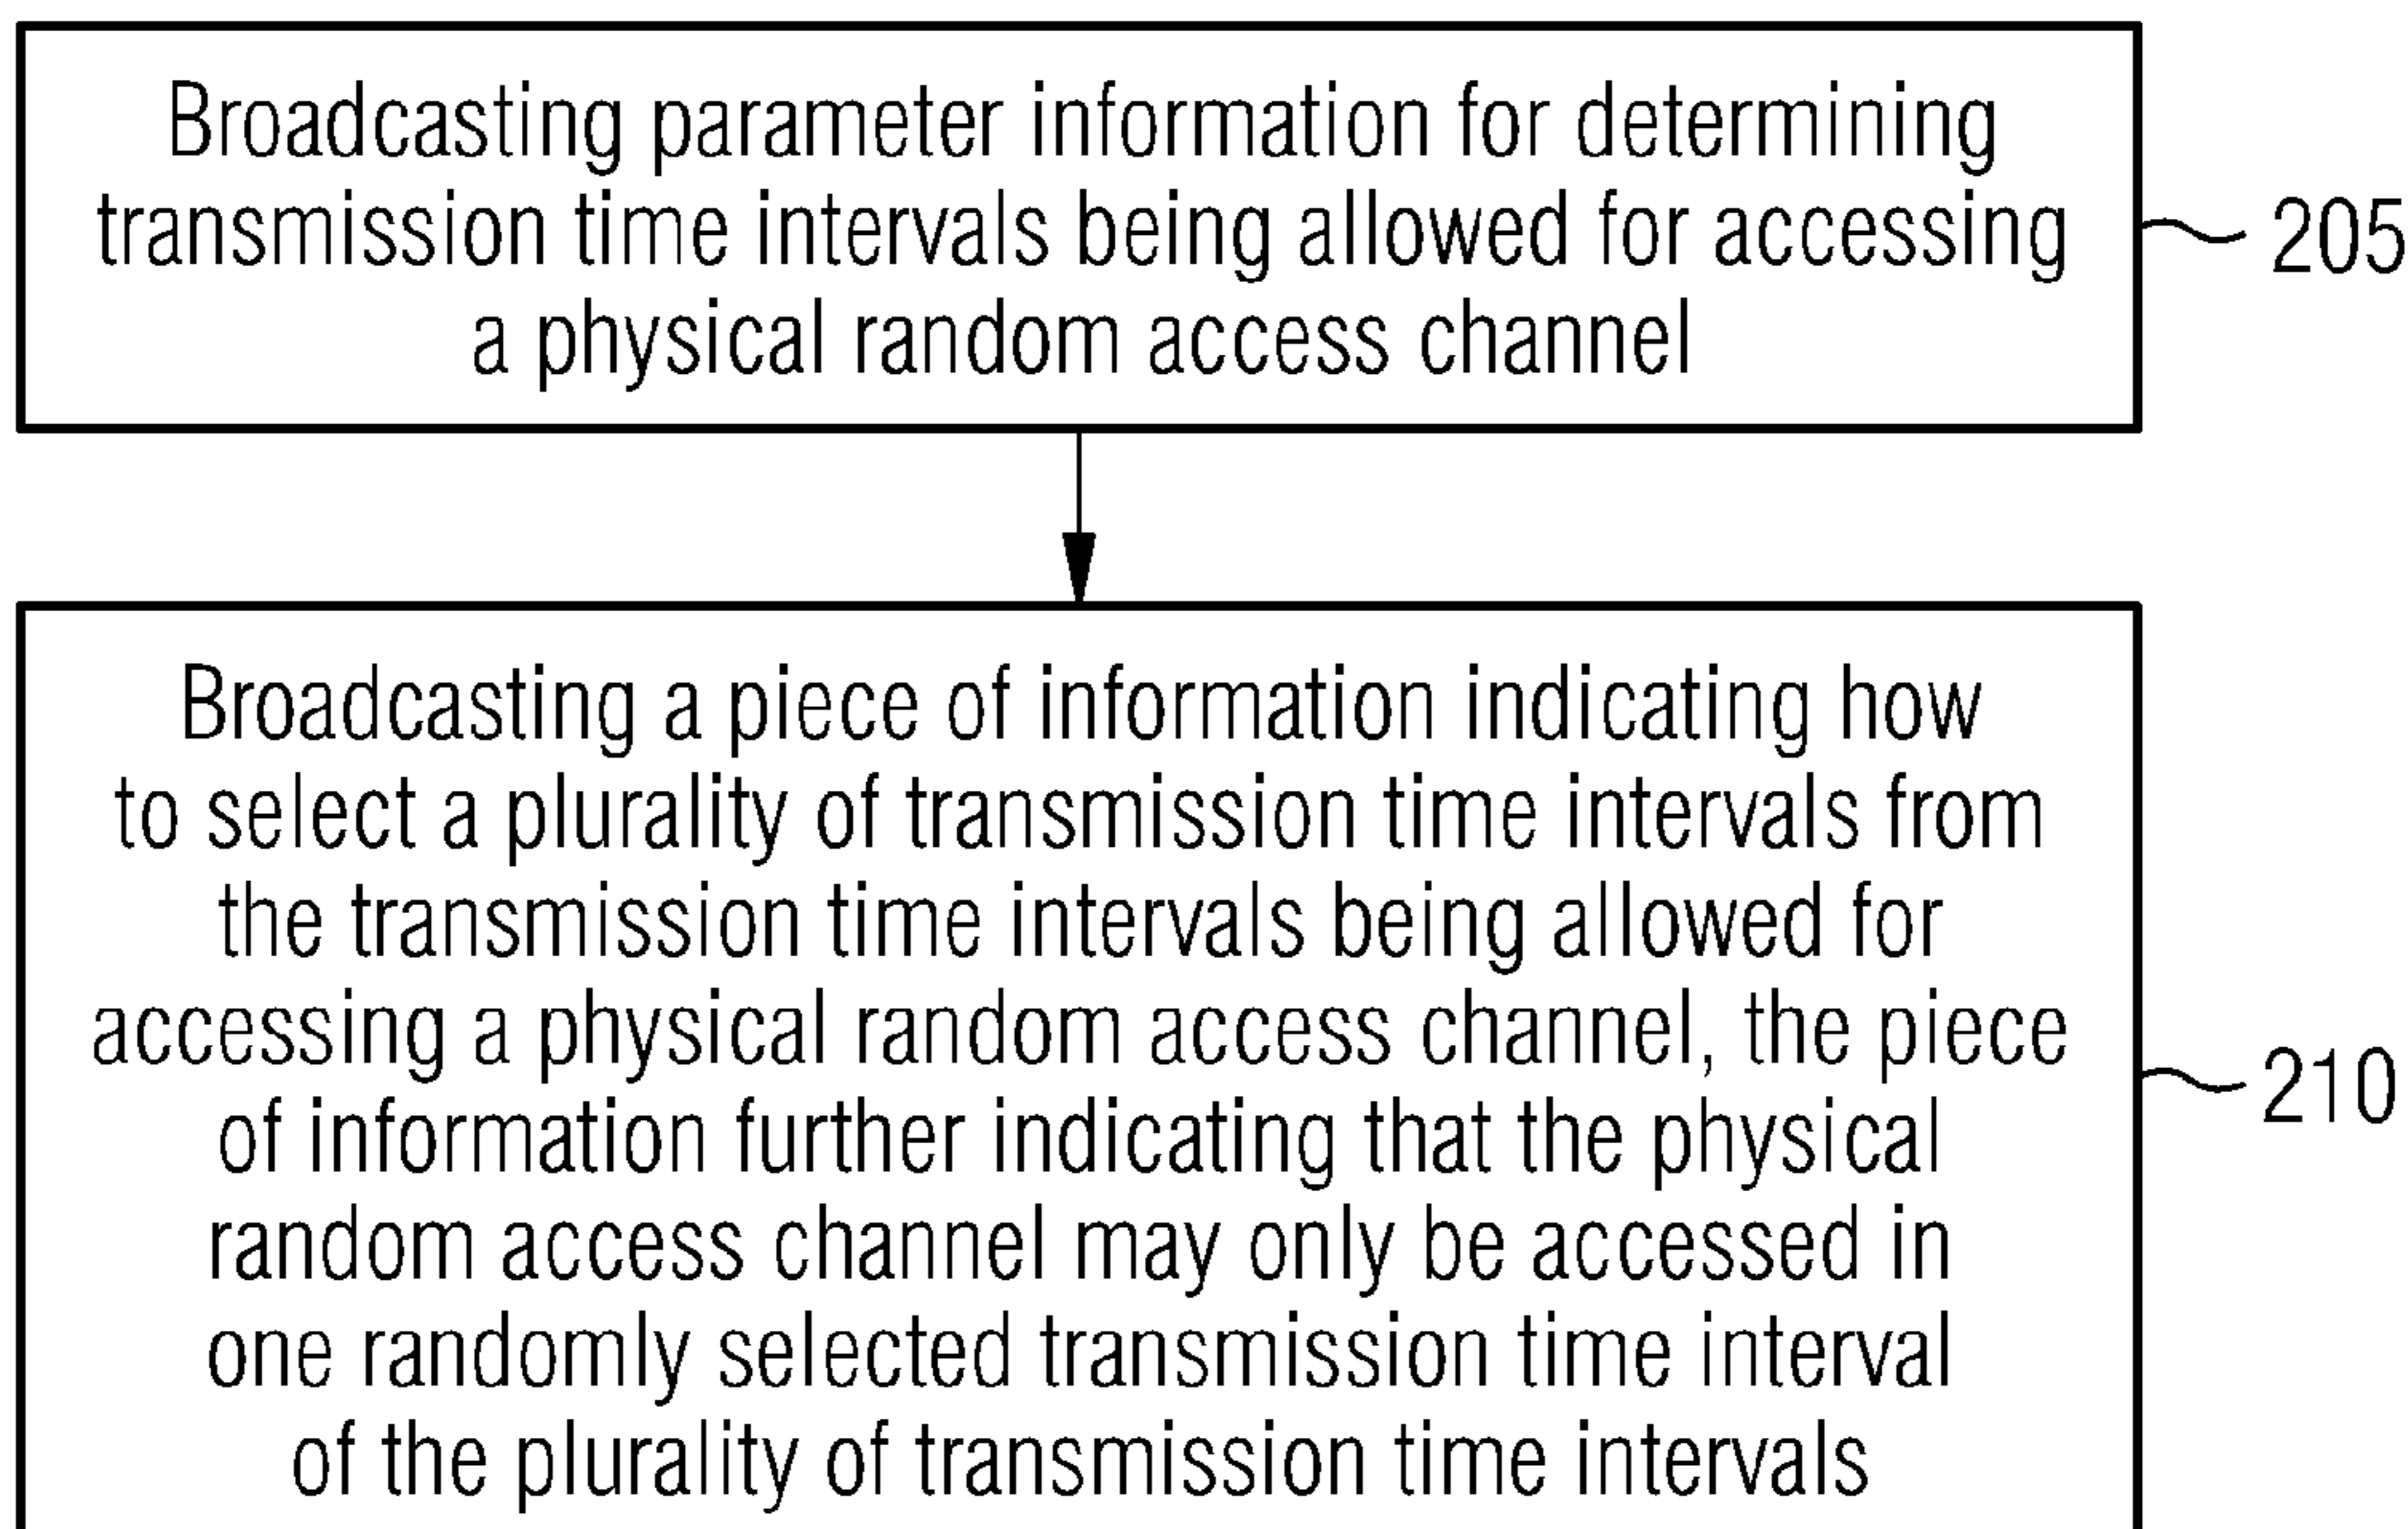 Broadcasting parameter information for determining
transmission time intervals being allowed for accessing
a physical random access channel
205
Broadcasting a piece of information indicating how
to select a plurality of transmission time intervals from
the transmission time intervals being allowed for
accessing a physical random access channel, the piece
of information further indicating that the physical
random access channel may only be accessed in
one randomly selected transmission time interval
of the plurality of transmission time intervals
210